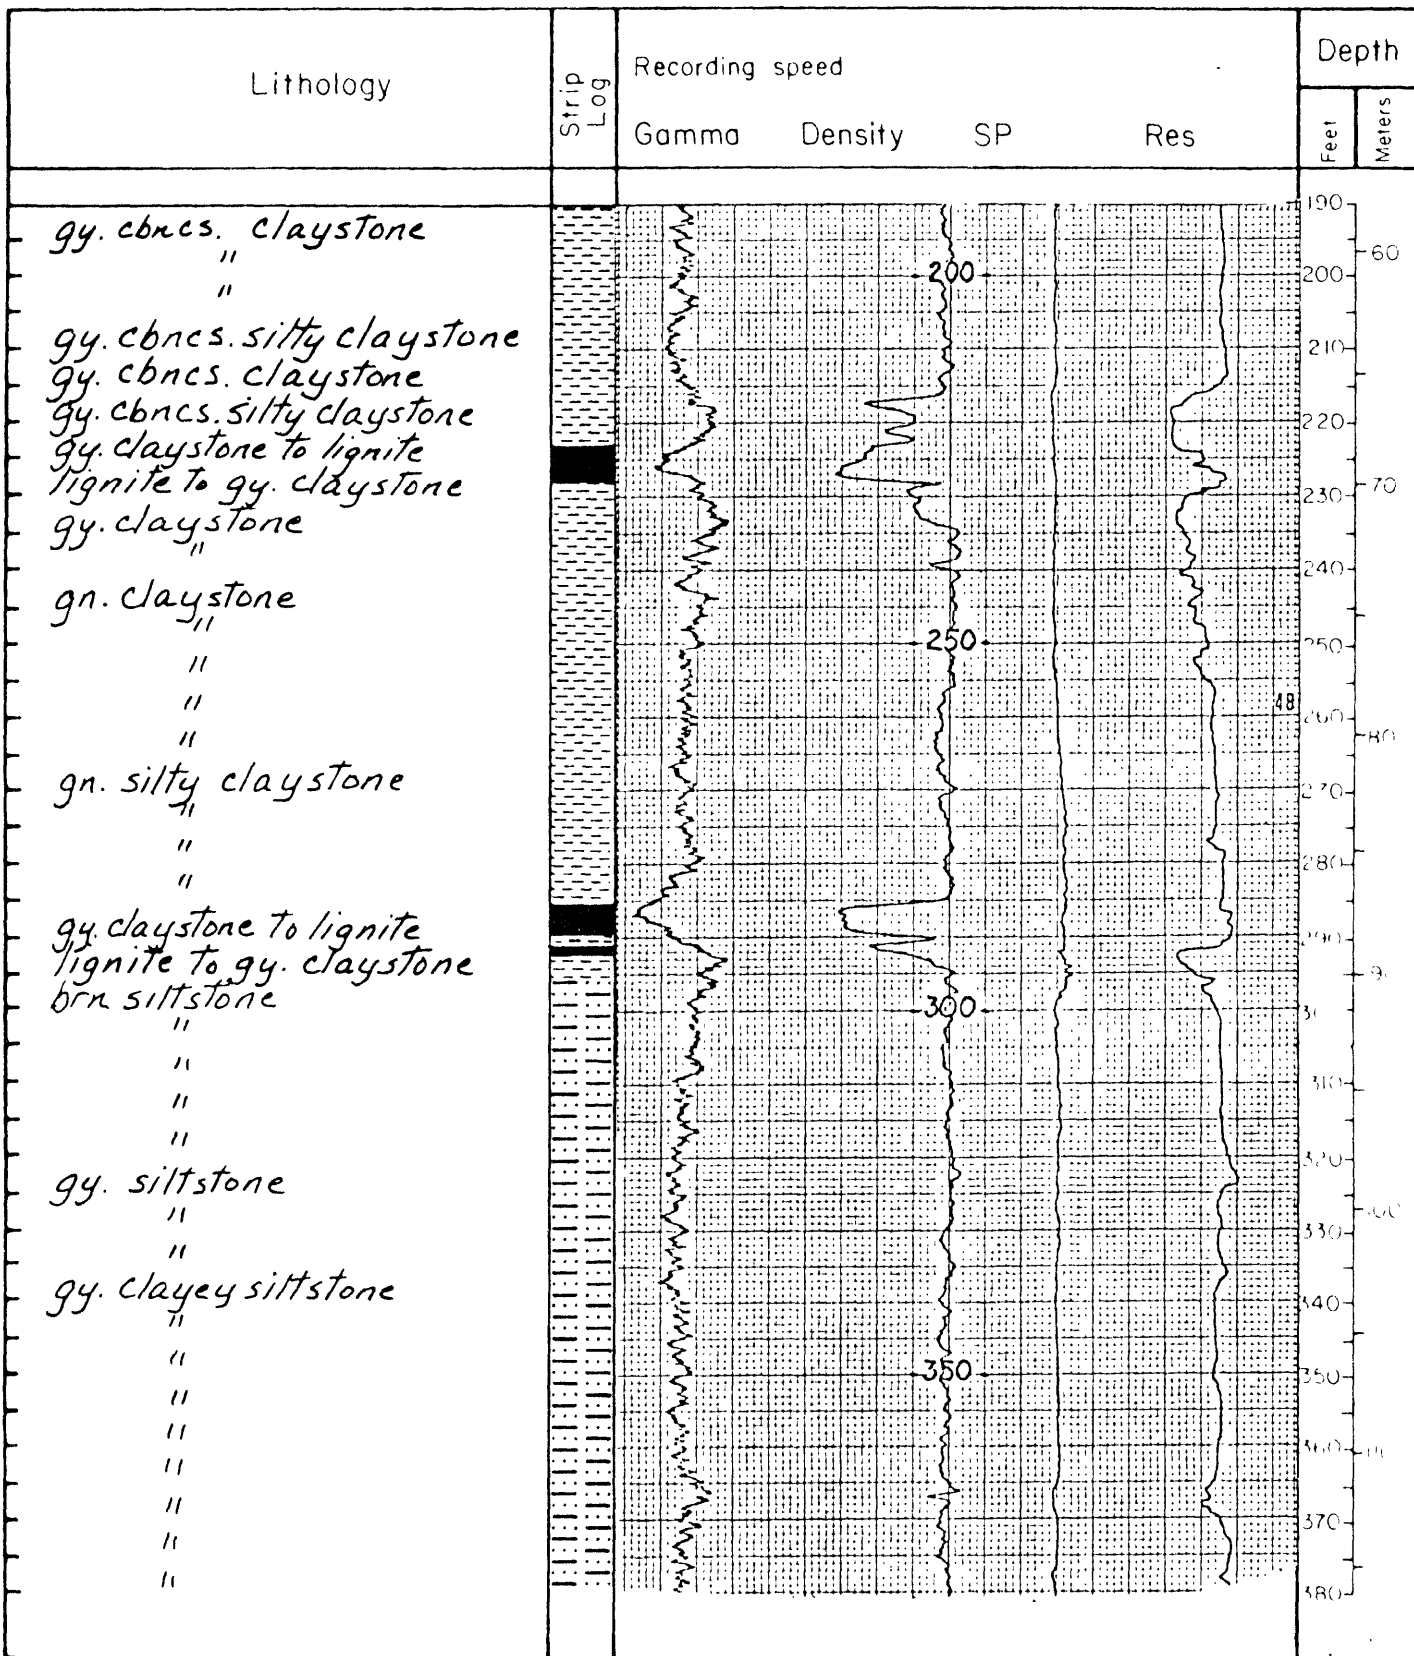 Lithology
Strip Log
Recording speed
Gamma Density SP Res
Depth
Feet
Meters
gy. cbncs. claystone
"
"
gy. cbncs. silty claystone
gy. cbncs. claystone
gy. cbncs. silty claystone
gy. claystone to lignite
lignite to gy. claystone
gy. claystone
"
gn. claystone
"
"
"
"
gn. silty claystone
"
"
"
gy. claystone to lignite
lignite to gy. claystone
brn siltstone
"
"
"
"
gy. siltstone
"
"
gy. clayey siltstone
"
"
"
"
"
"
"
"
200
250
48
300
350
190
200
210
220
230
240
250
260
270
280
290
310
320
330
340
350
360
370
380
60
70
80